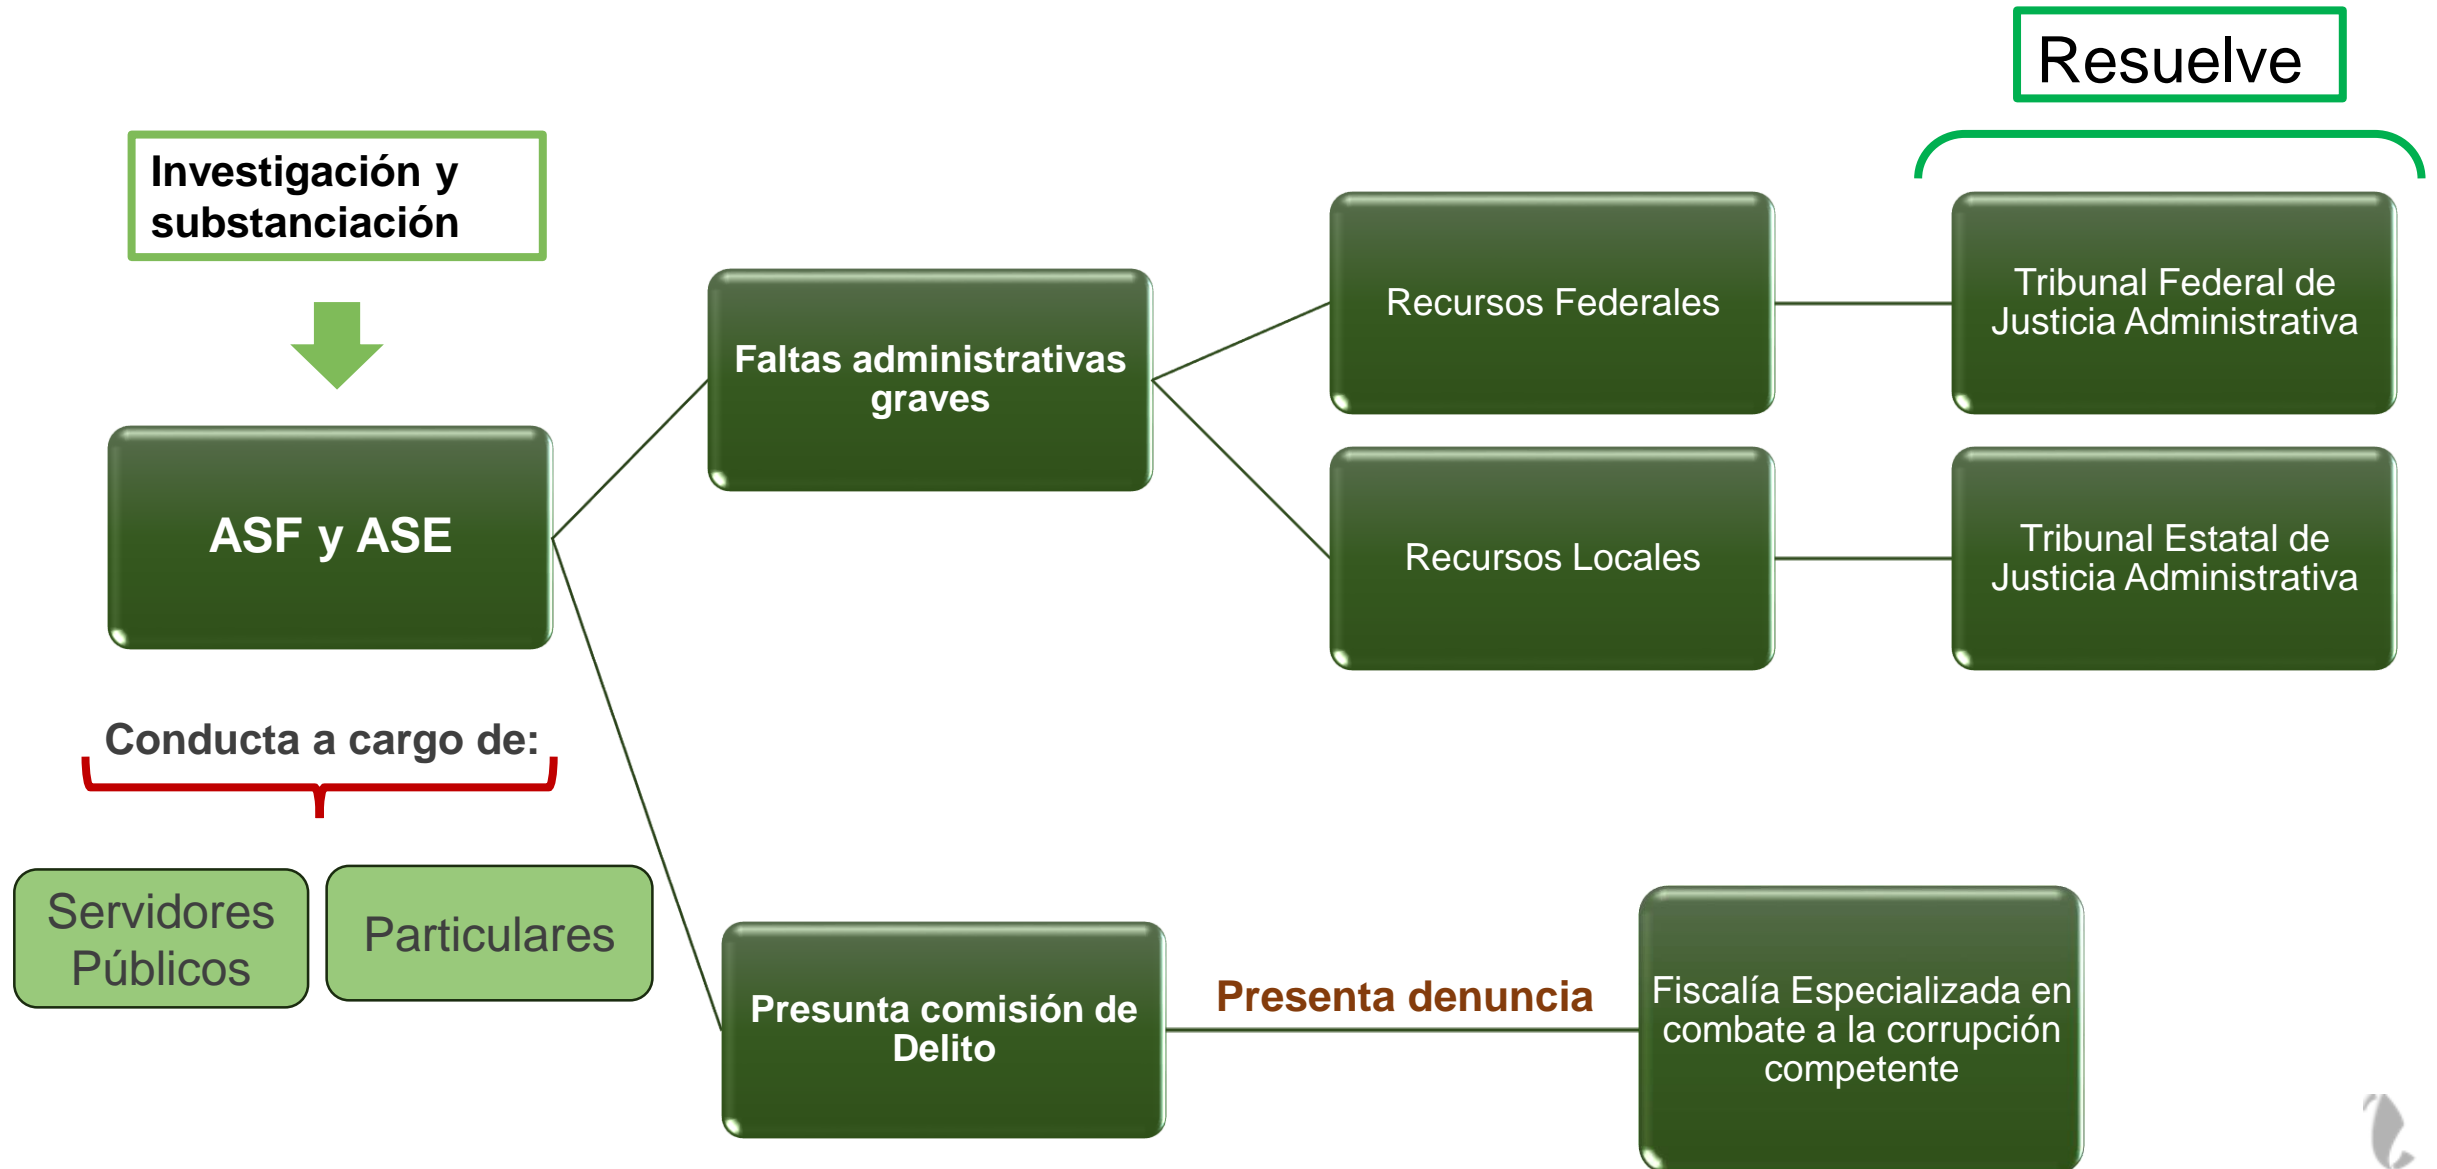 Resuelve
Investigación y
substanciación
ASF y ASE
Conducta a cargo de:
Servidores
Públicos
Particulares
Faltas administrativas
graves
Recursos Federales
Tribunal Federal de
Justicia Administrativa
Recursos Locales
Tribunal Estatal de
Justicia Administrativa
Presunta comisión de
Delito
Presenta denuncia
Fiscalía Especializada en
combate a la corrupción
competente